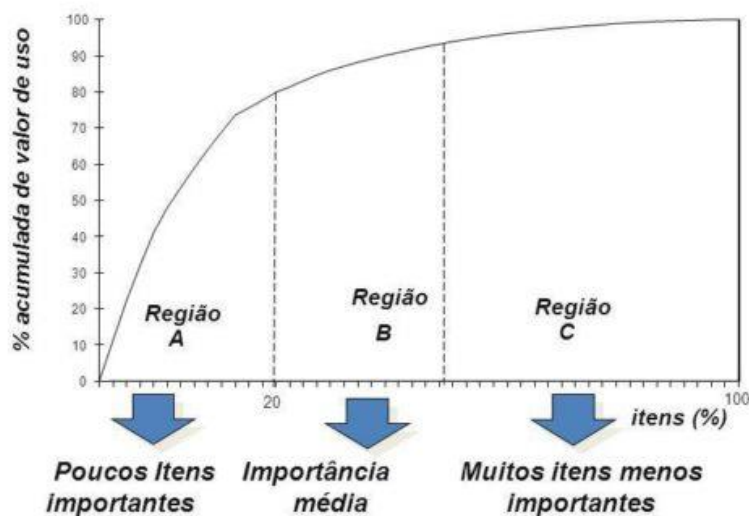 % acumulada de valor de uso
100
90
80
70
60
50
40
30
20
10
0
Região
A
Região
B
Região
C
20
100
itens (%)
Poucos Itens
importantes
Importância
média
Muitos itens menos
importantes